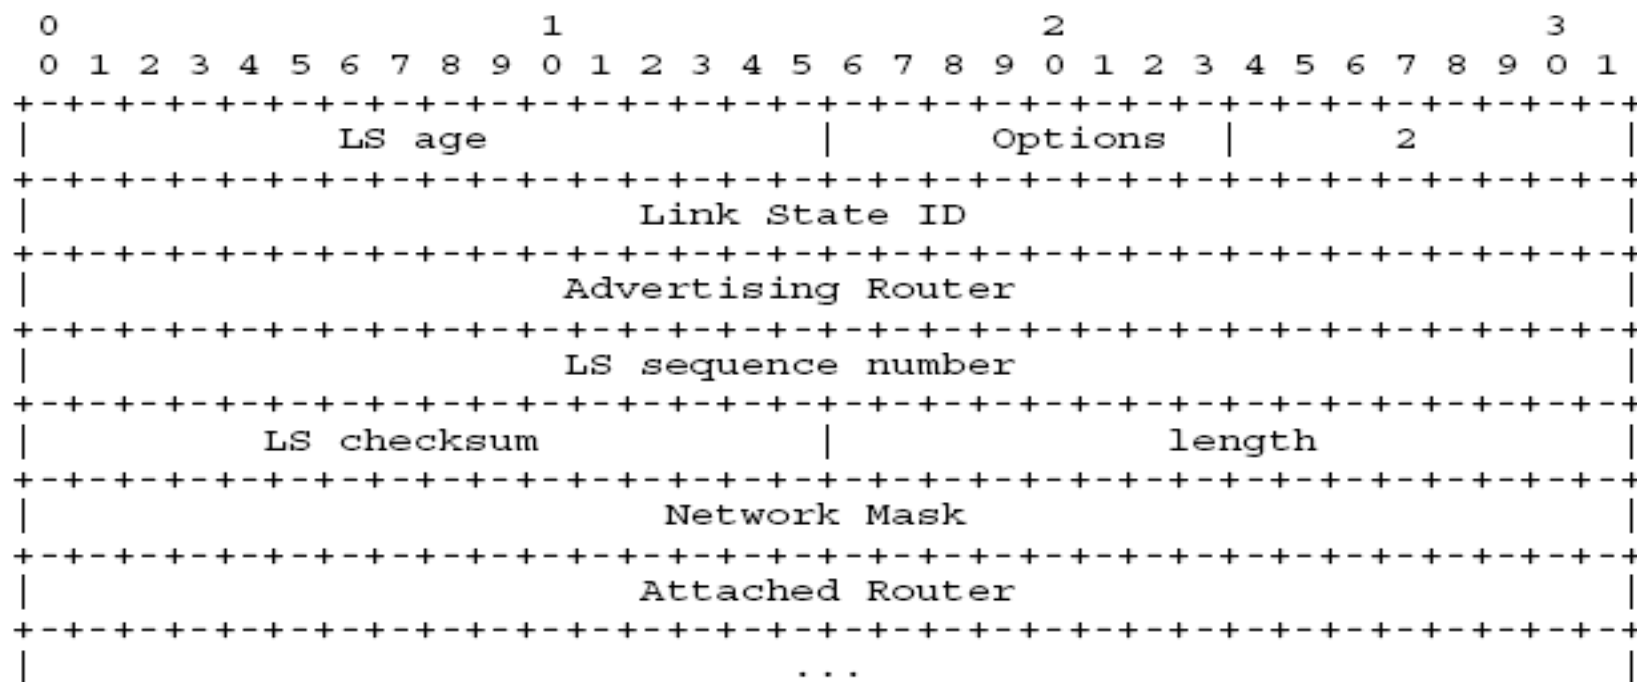 0                   1                   2                   3
0 1 2 3 4 5 6 7 8 9 0 1 2 3 4 5 6 7 8 9 0 1 2 3 4 5 6 7 8 9 0 1
+-+-+-+-+-+-+-+-+-+-+-+-+-+-+-+-+-+-+-+-+-+-+-+-+-+-+-+-+-+-+-+-+
|            LS age             |      Options  |      2        |
+-+-+-+-+-+-+-+-+-+-+-+-+-+-+-+-+-+-+-+-+-+-+-+-+-+-+-+-+-+-+-+-+
|                        Link State ID                          |
+-+-+-+-+-+-+-+-+-+-+-+-+-+-+-+-+-+-+-+-+-+-+-+-+-+-+-+-+-+-+-+-+
|                     Advertising Router                        |
+-+-+-+-+-+-+-+-+-+-+-+-+-+-+-+-+-+-+-+-+-+-+-+-+-+-+-+-+-+-+-+-+
|                     LS sequence number                        |
+-+-+-+-+-+-+-+-+-+-+-+-+-+-+-+-+-+-+-+-+-+-+-+-+-+-+-+-+-+-+-+-+
|         LS checksum           |             length            |
+-+-+-+-+-+-+-+-+-+-+-+-+-+-+-+-+-+-+-+-+-+-+-+-+-+-+-+-+-+-+-+-+
|                         Network Mask                          |
+-+-+-+-+-+-+-+-+-+-+-+-+-+-+-+-+-+-+-+-+-+-+-+-+-+-+-+-+-+-+-+-+
|                        Attached Router                        |
+-+-+-+-+-+-+-+-+-+-+-+-+-+-+-+-+-+-+-+-+-+-+-+-+-+-+-+-+-+-+-+-+
|                              ...                              |